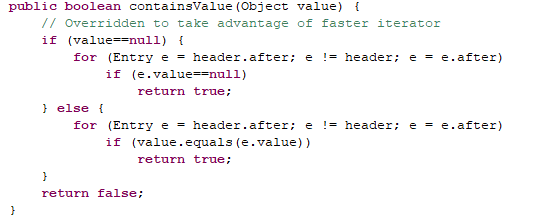 public boolean containsValue(Object value) {
    // Overridden to take advantage of faster iterator
    if (value==null) {
        for (Entry e = header.after; e != header; e = e.after)
            if (e.value==null)
                return true;
    } else {
        for (Entry e = header.after; e != header; e = e.after)
            if (value.equals(e.value))
                return true;
    }
    return false;
}